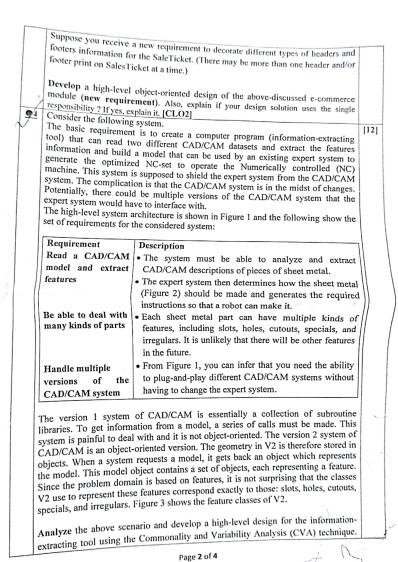 Suppose you receive a new requirement to decorate different types of headers and
footers information for the SaleTicket. (There may be more than one header and/or
footer print on SalesTicket at a time.)
Develop a high-level object-oriented design of the above-discussed e-commerce
module (new requirement). Also, explain if your design solution uses the single
responsibility ? If yes, explain it. [CLO2]
Consider the following system. [12]
The basic requirement is to create a computer program (information-extracting
tool) that can read two different CAD/CAM datasets and extract the features
information and build a model that can be used by an existing expert system to
generate the optimized NC-set to operate the Numerically controlled (NC)
machine. This system is supposed to shield the expert system from the CAD/CAM
system. The complication is that the CAD/CAM system is in the midst of changes.
Potentially, there could be multiple versions of the CAD/CAM system that the
expert system would have to interface with.
The high-level system architecture is shown in Figure 1 and the following show the
set of requirements for the considered system:
Requirement Description
Read a CAD/CAM • The system must be able to analyze and extract
model and extract CAD/CAM descriptions of pieces of sheet metal.
features • The expert system then determines how the sheet metal
(Figure 2) should be made and generates the required
instructions so that a robot can make it.
Be able to deal with • Each sheet metal part can have multiple kinds of
many kinds of parts features, including slots, holes, cutouts, specials, and
irregulars. It is unlikely that there will be other features
in the future.
Handle multiple • From Figure 1, you can infer that you need the ability
versions of the to plug-and-play different CAD/CAM systems without
CAD/CAM system having to change the expert system.
The version 1 system of CAD/CAM is essentially a collection of subroutine
libraries. To get information from a model, a series of calls must be made. This
system is painful to deal with and it is not object-oriented. The version 2 system of
CAD/CAM is an object-oriented version. The geometry in V2 is therefore stored in
objects. When a system requests a model, it gets back an object which represents
the model. This model object contains a set of objects, each representing a feature.
Since the problem domain is based on features, it is not surprising that the classes
V2 use to represent these features correspond exactly to those: slots, holes, cutouts,
specials, and irregulars. Figure 3 shows the feature classes of V2.
Analyze the above scenario and develop a high-level design for the information-
extracting tool using the Commonality and Variability Analysis (CVA) technique.
Page 2 of 4